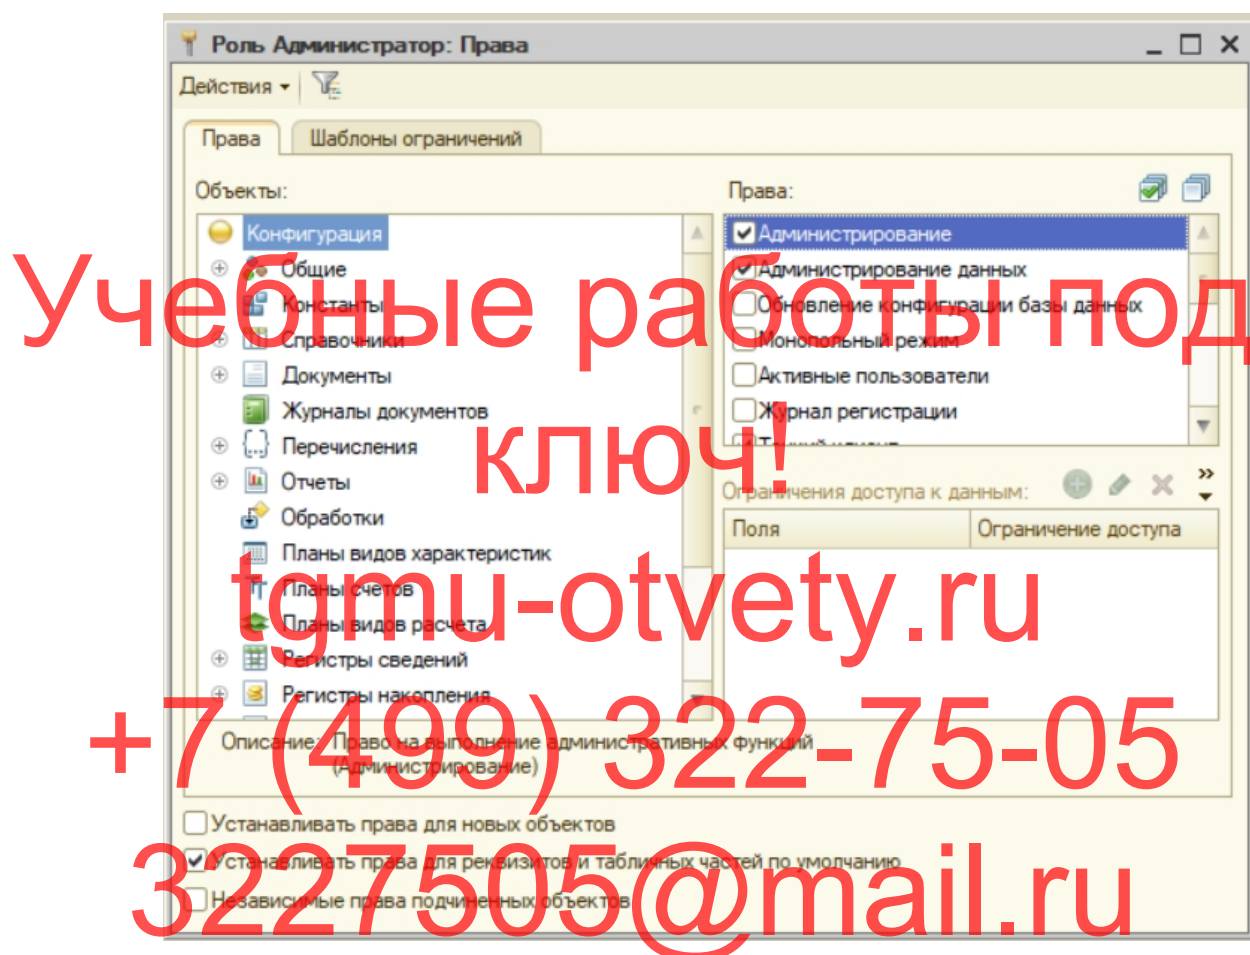 Роль Администратор: Права
Действия
Права
Шаблоны ограничений
Объекты:
Конфигурация
Общие
Константы
Справочники
Документы
Журналы документов
Перечисления
Отчеты
Обработки
Планы видов характеристик
Планы счетов
Планы видов расчета
Регистры сведений
Регистры накопления
Права:
Администрирование
Администрирование данных
Обновление конфигурации базы данных
Монопольный режим
Активные пользователи
Журнал регистрации
Тонкий клиент
Ограничения доступа к данным:
Поля
Ограничение доступа
Описание: Право на выполнение административных функций
(Администрирование)
Устанавливать права для новых объектов
Устанавливать права для реквизитов и табличных частей по умолчанию
Независимые права подчиненных объектов
Учебные работы под
ключ!
tgmu-otvety.ru
+7 (499) 322-75-05
3227505@mail.ru